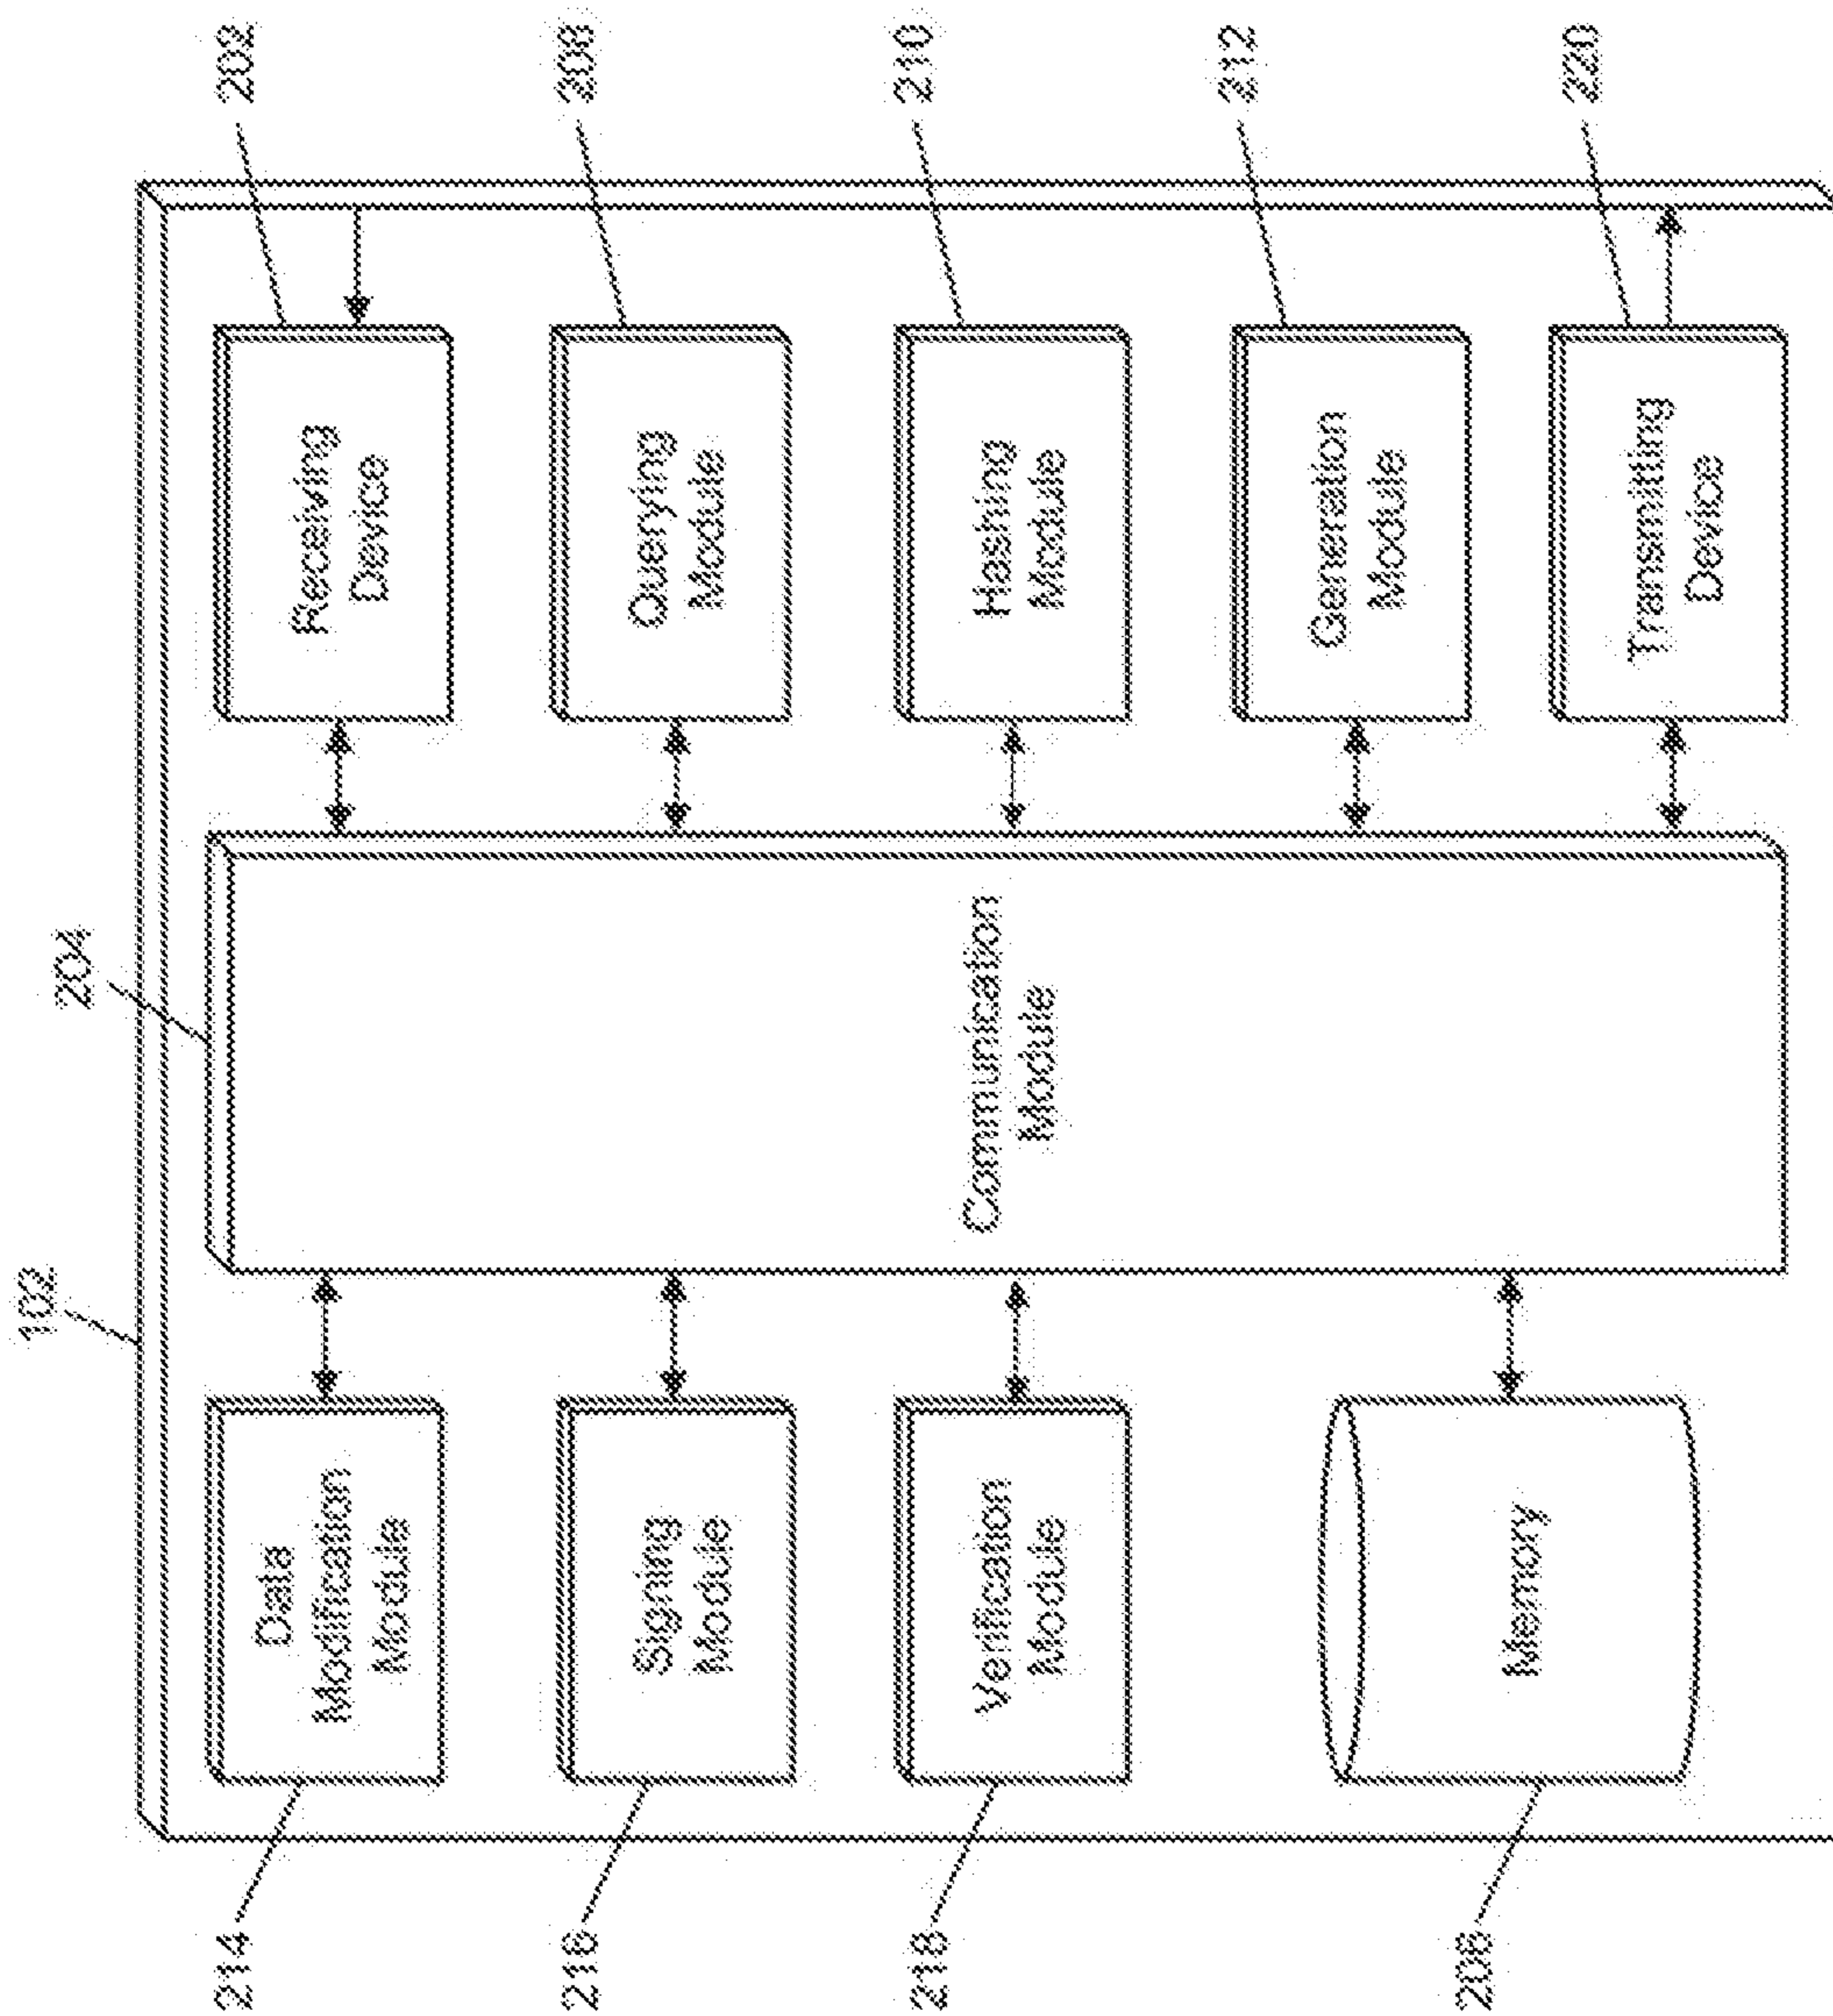 206
218
216
214
Memory
Verification
Module
Signing
Module
Data
Modification
Module
102
204
Communication
Module
Transmitting
Device
Generation
Module
Hashing
Module
Querying
Module
Receiving
Device
220
212
210
208
202